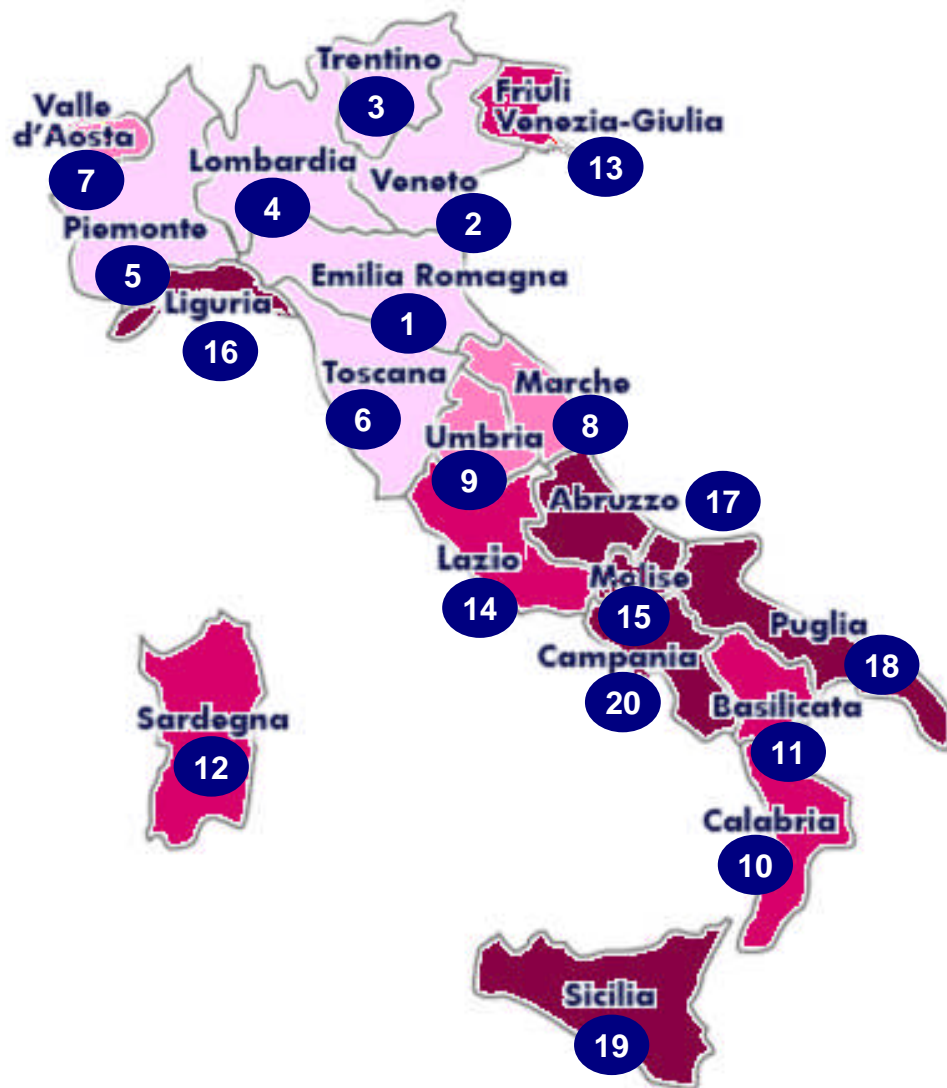 Trentino
3
Friuli
Venezia-Giulia
13
Valle
d'Aosta
7
Lombardia
4
Veneto
2
Piemonte
5
Emilia Romagna
1
Liguria
16
Toscana
6
Marche
8
Umbria
9
Abruzzo
17
Lazio
14
Molise
15
Puglia
18
Campania
20
Basilicata
11
Sardegna
12
Calabria
10
Sicilia
19